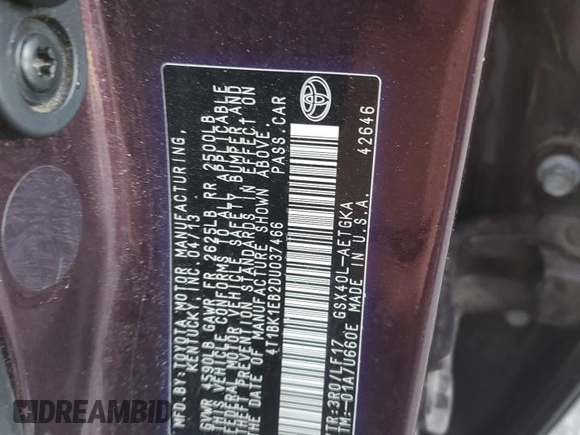 MFD.BY:TOYOTA MOTOR MANUFACTURING,
KENTUCKY, INC. 04/13
GVWR 4590LB GAWR FR 2625LB RR 2500LB
THIS VEHICLE CONFORMS TO ALL APPLICABLE
FEDERAL MOTOR VEHICLE SAFETY, BUMPER, AND
THEFT PREVENTION STANDARDS IN EFFECT ON
THE DATE OF MANUFACTURE SHOWN ABOVE.
4T1BK1EB2DU037466 PASS.CAR
C/TR:3R0/LF17 GSX40L-AETGKA
A/TM:-01A/U660E MADE IN U.S.A.
42646
DIAMOND